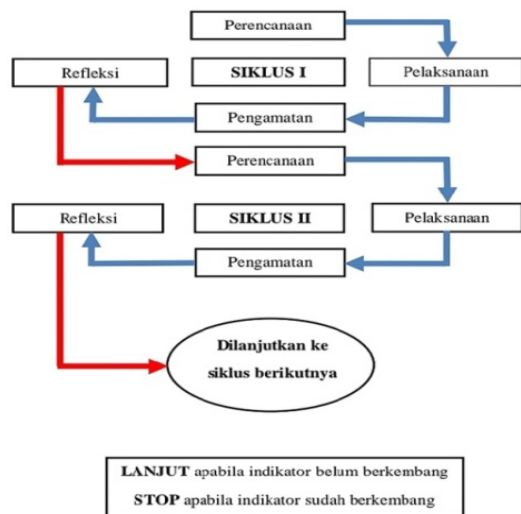 Perencanaan
Refleksi
SIKLUS I
Pelaksanaan
Pengamatan
Perencanaan
Refleksi
SIKLUS II
Pelaksanaan
Pengamatan
Dilanjutkan ke
siklus berikutnya
LANJUT apabila indikator belum berkembang
STOP apabila indikator sudah berkembang